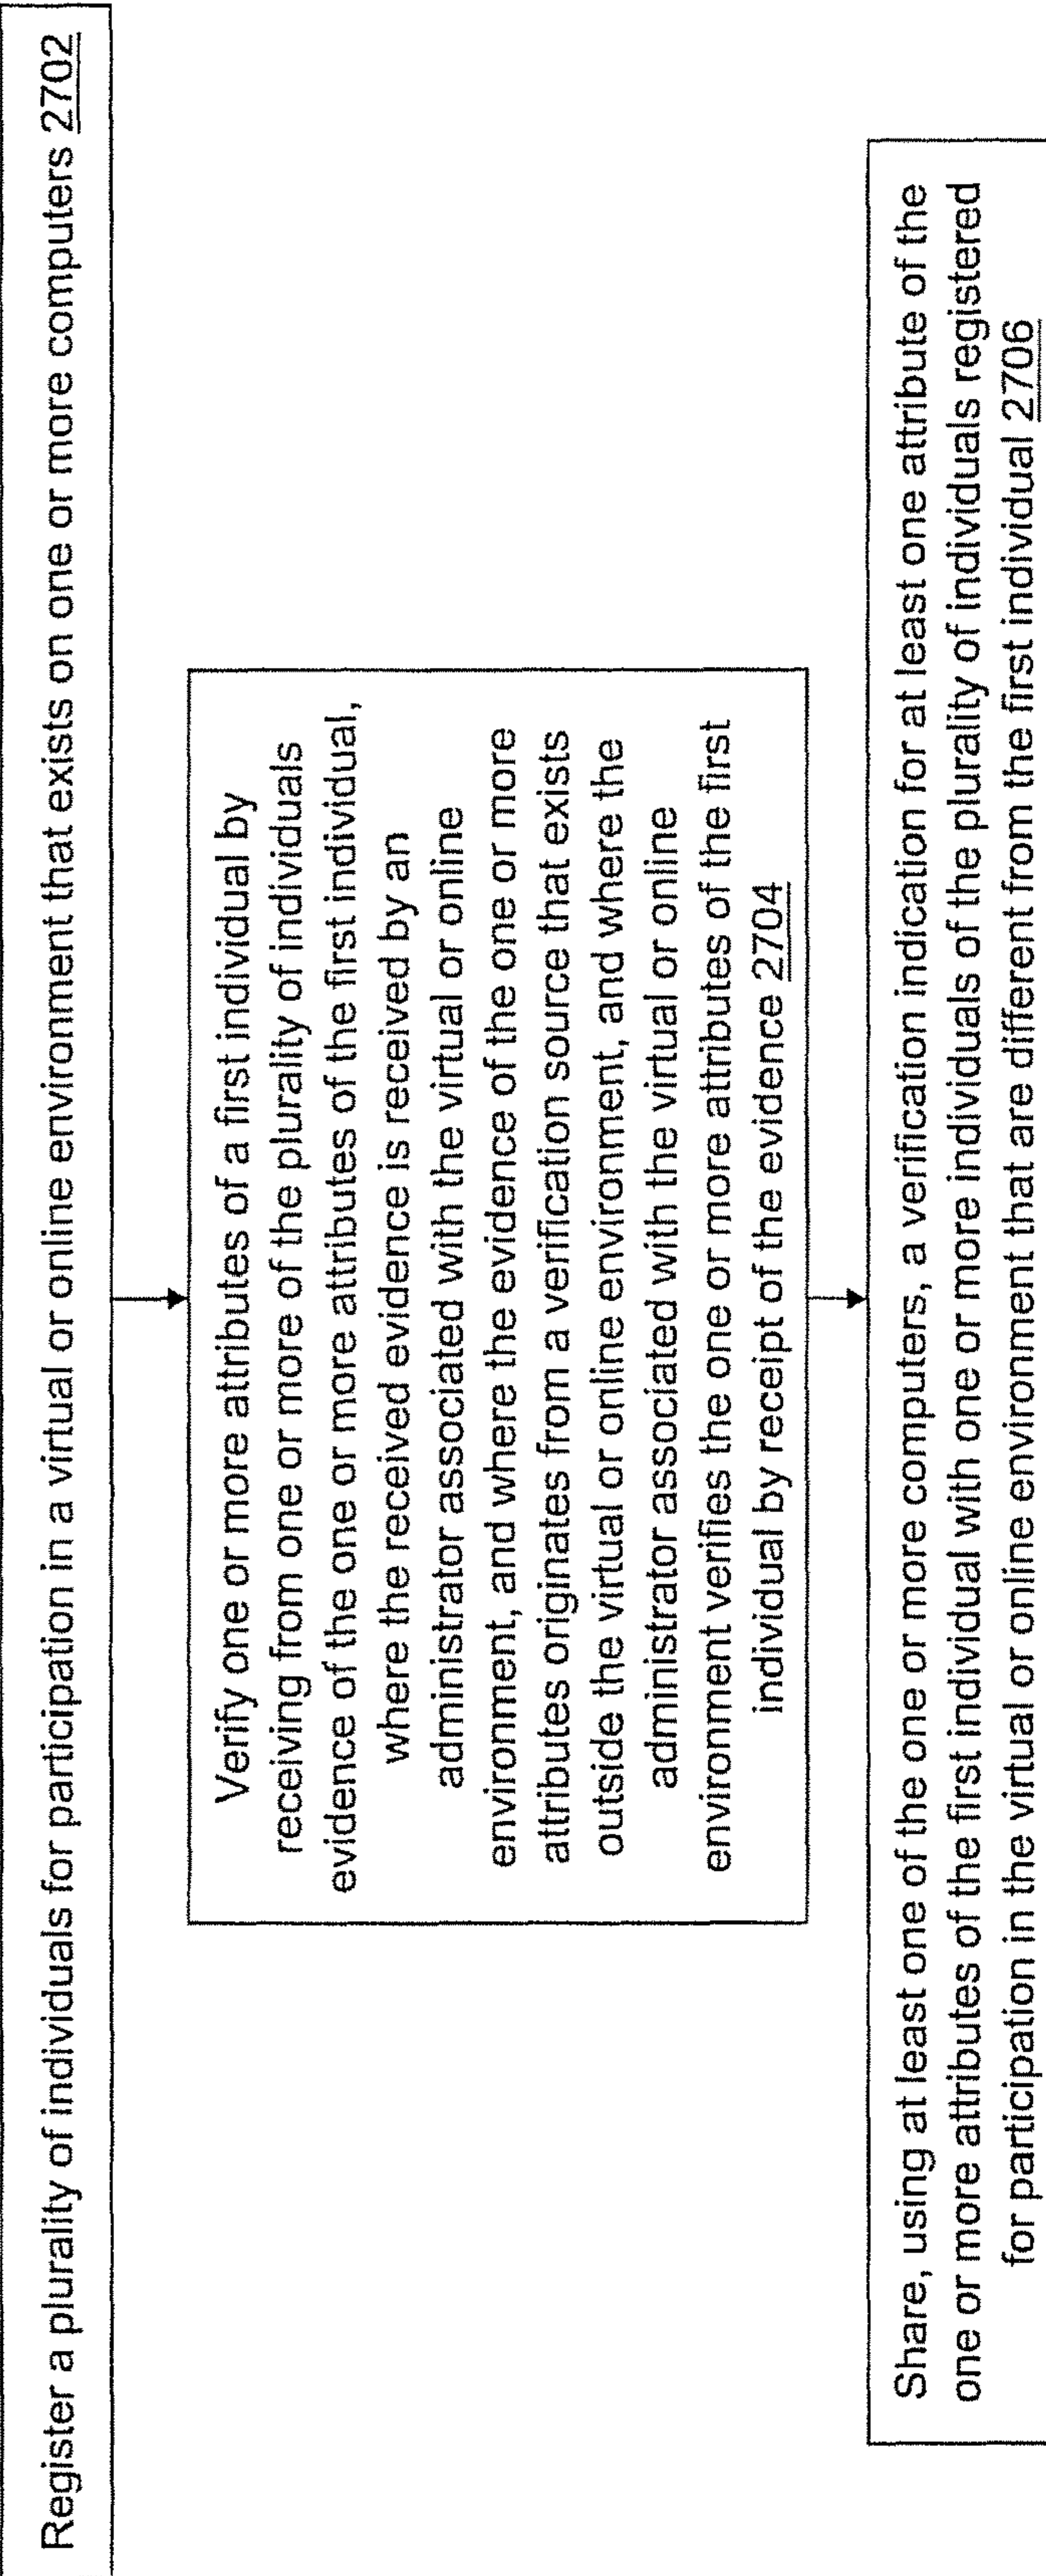 Register a plurality of individuals for participation in a virtual or online environment that exists on one or more computers 2702
Verify one or more attributes of a first individual by
receiving from one or more of the plurality of individuals
evidence of the one or more attributes of the first individual,
where the received evidence is received by an
administrator associated with the virtual or online
environment, and where the evidence of the one or more
attributes originates from a verification source that exists
outside the virtual or online environment, and where the
administrator associated with the virtual or online
environment verifies the one or more attributes of the first
individual by receipt of the evidence 2704
Share, using at least one of the one or more computers, a verification indication for at least one attribute of the
one or more attributes of the first individual with one or more individuals of the plurality of individuals registered
for participation in the virtual or online environment that are different from the first individual 2706